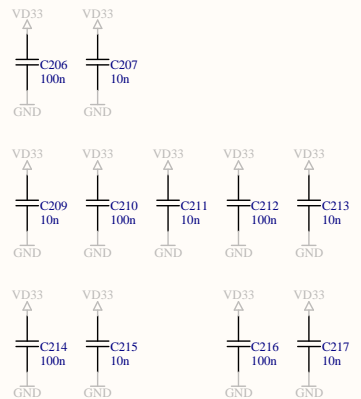 VD33 VD33
C206 C207
100n 10n
GND GND
VD33 VD33 VD33 VD33 VD33
C209 C210 C211 C212 C213
10n 100n 10n 100n 10n
GND GND GND GND GND
VD33 VD33 VD33 VD33
C214 C215 C216 C217
100n 10n 100n 10n
GND GND GND GND